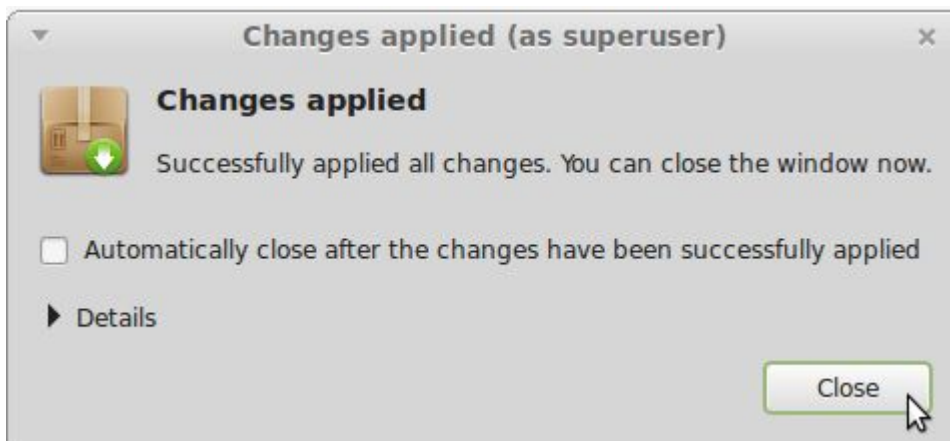 Changes applied (as superuser)
Changes applied
Successfully applied all changes. You can close the window now.
Automatically close after the changes have been successfully applied
Details
Close